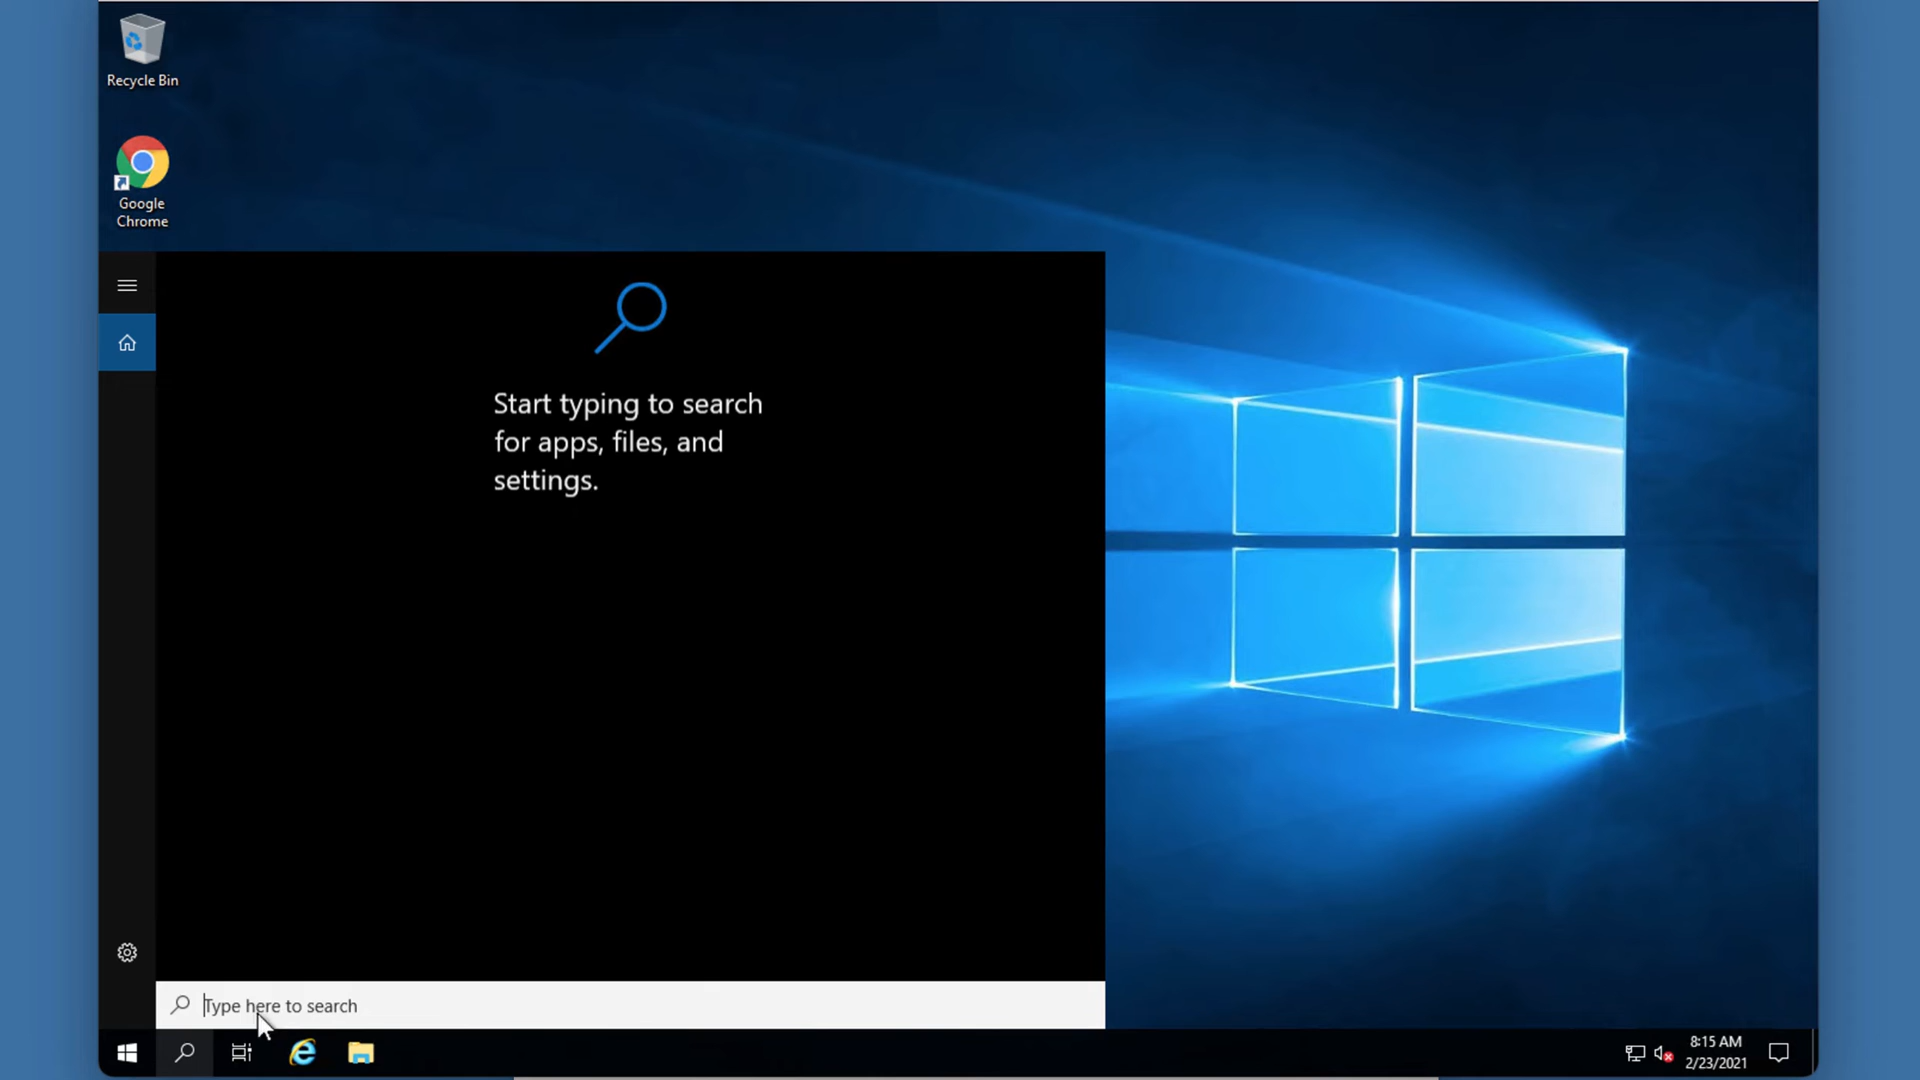 Recycle Bin
Google
Chrome
Start typing to search
for apps, files, and
settings.
Type here to search
8:15 AM
2/23/2021